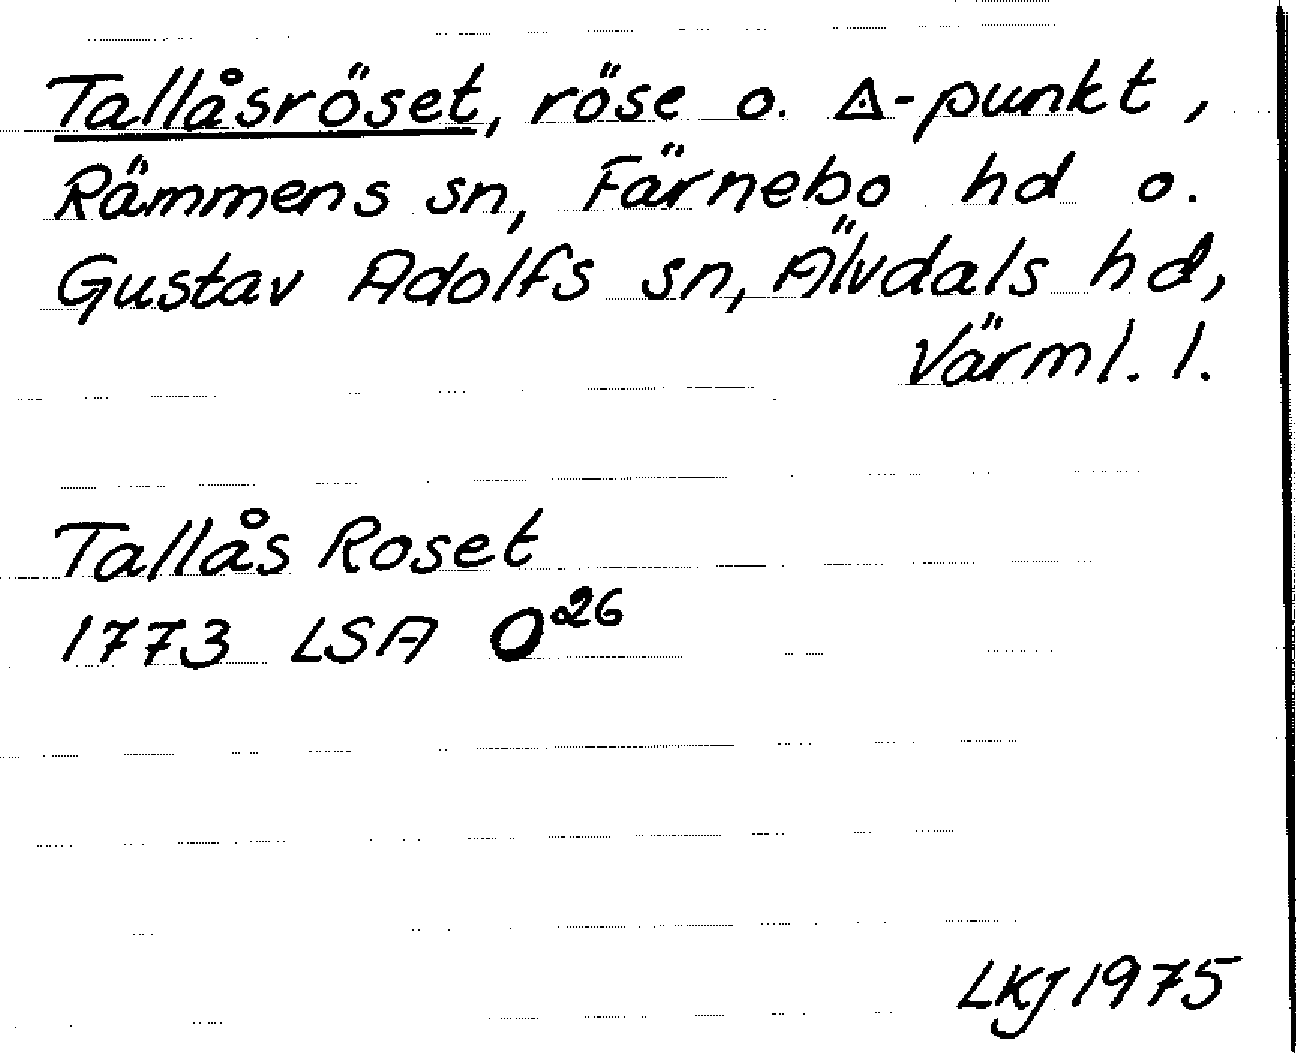 Tallåsröset, röse o. ∆-punkt,
Rämmens sn, Färnebo hd o.
Gustav Adolfs sn, Älvdals hd,
Värml. l.
Tallås Roset
1773 LSA O²⁶
LKJ 1975